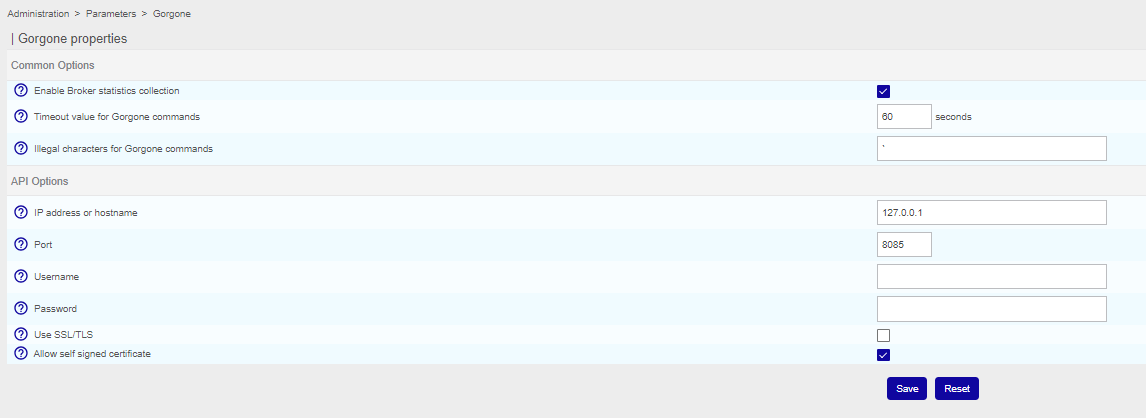 Administration > Parameters > Gorgone
| Gorgone properties
Common Options
Enable Broker statistics collection
Timeout value for Gorgone commands 60 seconds
Illegal characters for Gorgone commands `
API Options
IP address or hostname 127.0.0.1
Port 8085
Username
Password
Use SSL/TLS
Allow self signed certificate
Save Reset